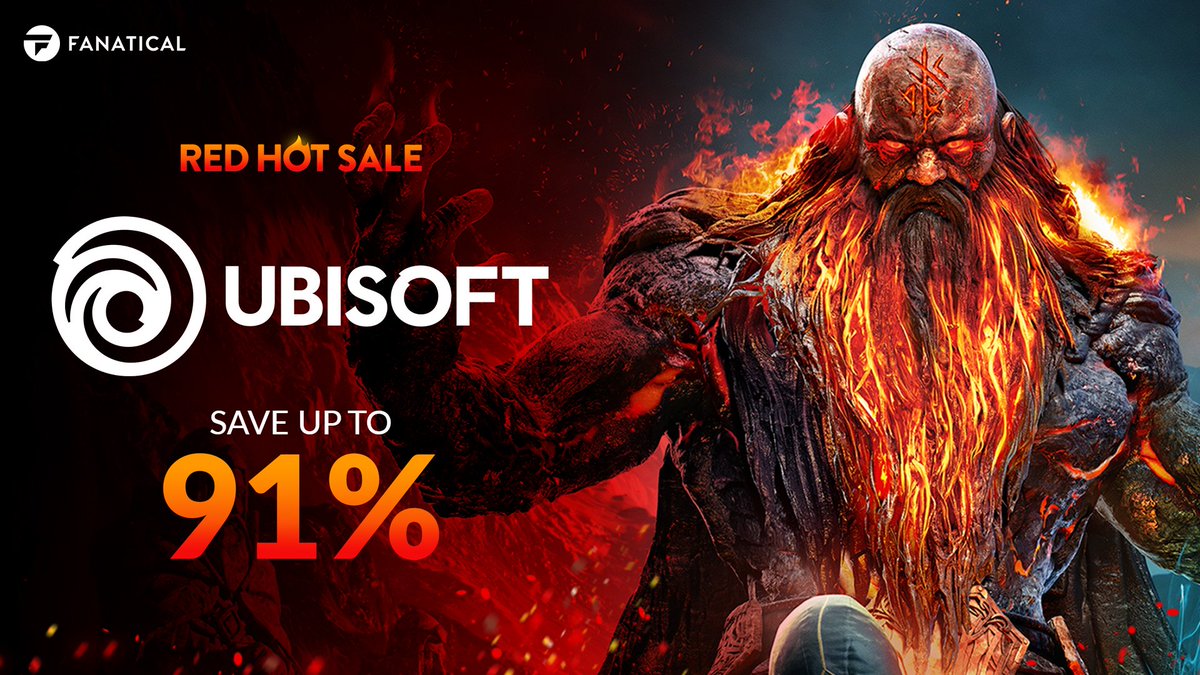 FANATICAL
RED HOT SALE
UBISOFT
SAVE UP TO
91%